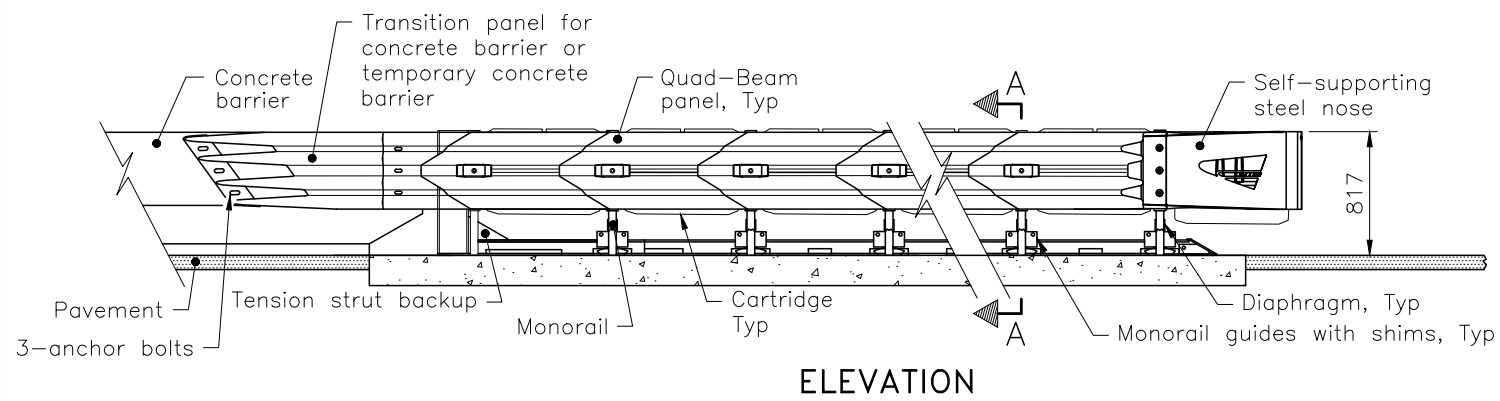 Transition panel for
concrete barrier or
temporary concrete
barrier
Concrete
barrier
Quad-Beam
panel, Typ
A
Self-supporting
steel nose
817
Pavement
3-anchor bolts
Tension strut backup
Monorail
Cartridge
Typ
A
Diaphragm, Typ
Monorail guides with shims, Typ
ELEVATION